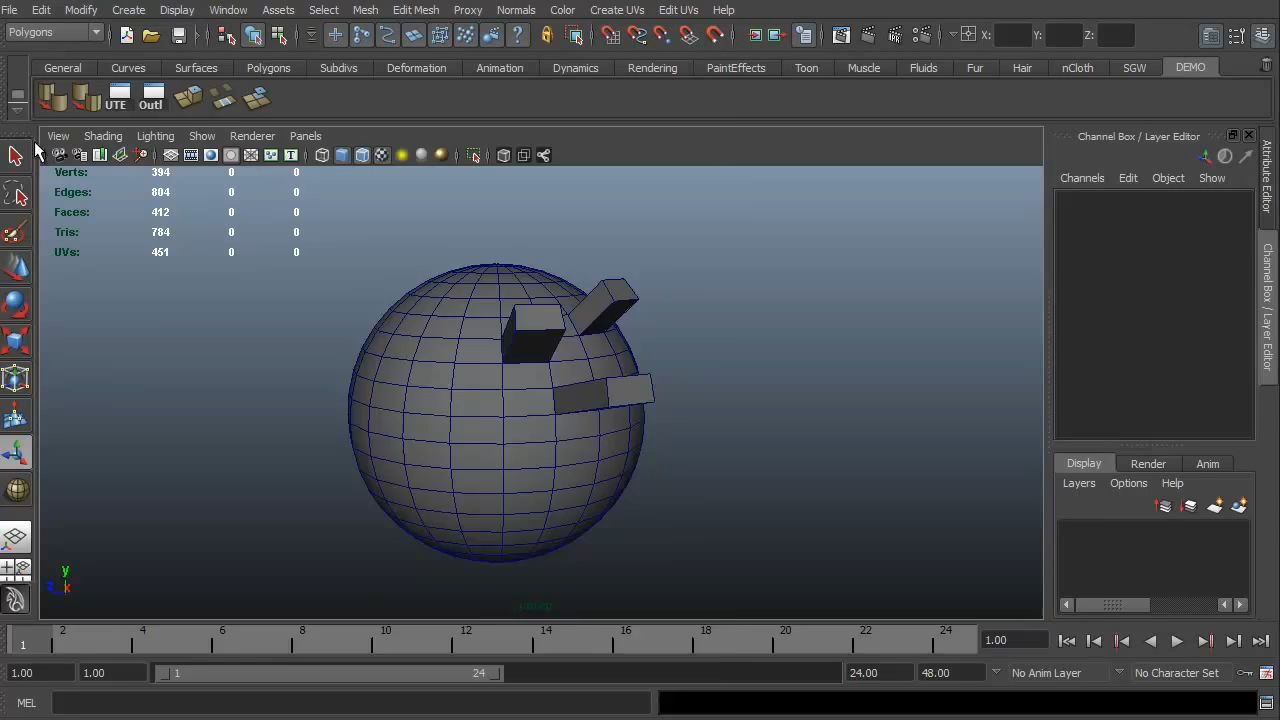 File Edit Modify Create Display Window Assets Select Mesh Edit Mesh Proxy Normals Color Create UVs Edit UVs Help
Polygons X: Y: Z:
General Curves Surfaces Polygons Subdivs Deformation Animation Dynamics Rendering PaintEffects Toon Muscle Fluids Fur Hair nCloth SGW DEMO
UTE Outl
View Shading Lighting Show Renderer Panels
Channel Box / Layer Editor
Channels Edit Object Show
Verts: 394 0 0
Edges: 804 0 0
Faces: 412 0 0
Tris: 784 0 0
UVs: 451 0 0
Attribute Editor
Channel Box / Layer Editor
Display Render Anim
Layers Options Help
y
z x
persp
1 2 4 6 8 10 12 14 16 18 20 22 24 1.00
1.00 1.00 1 24 24.00 48.00 No Anim Layer No Character Set
MEL